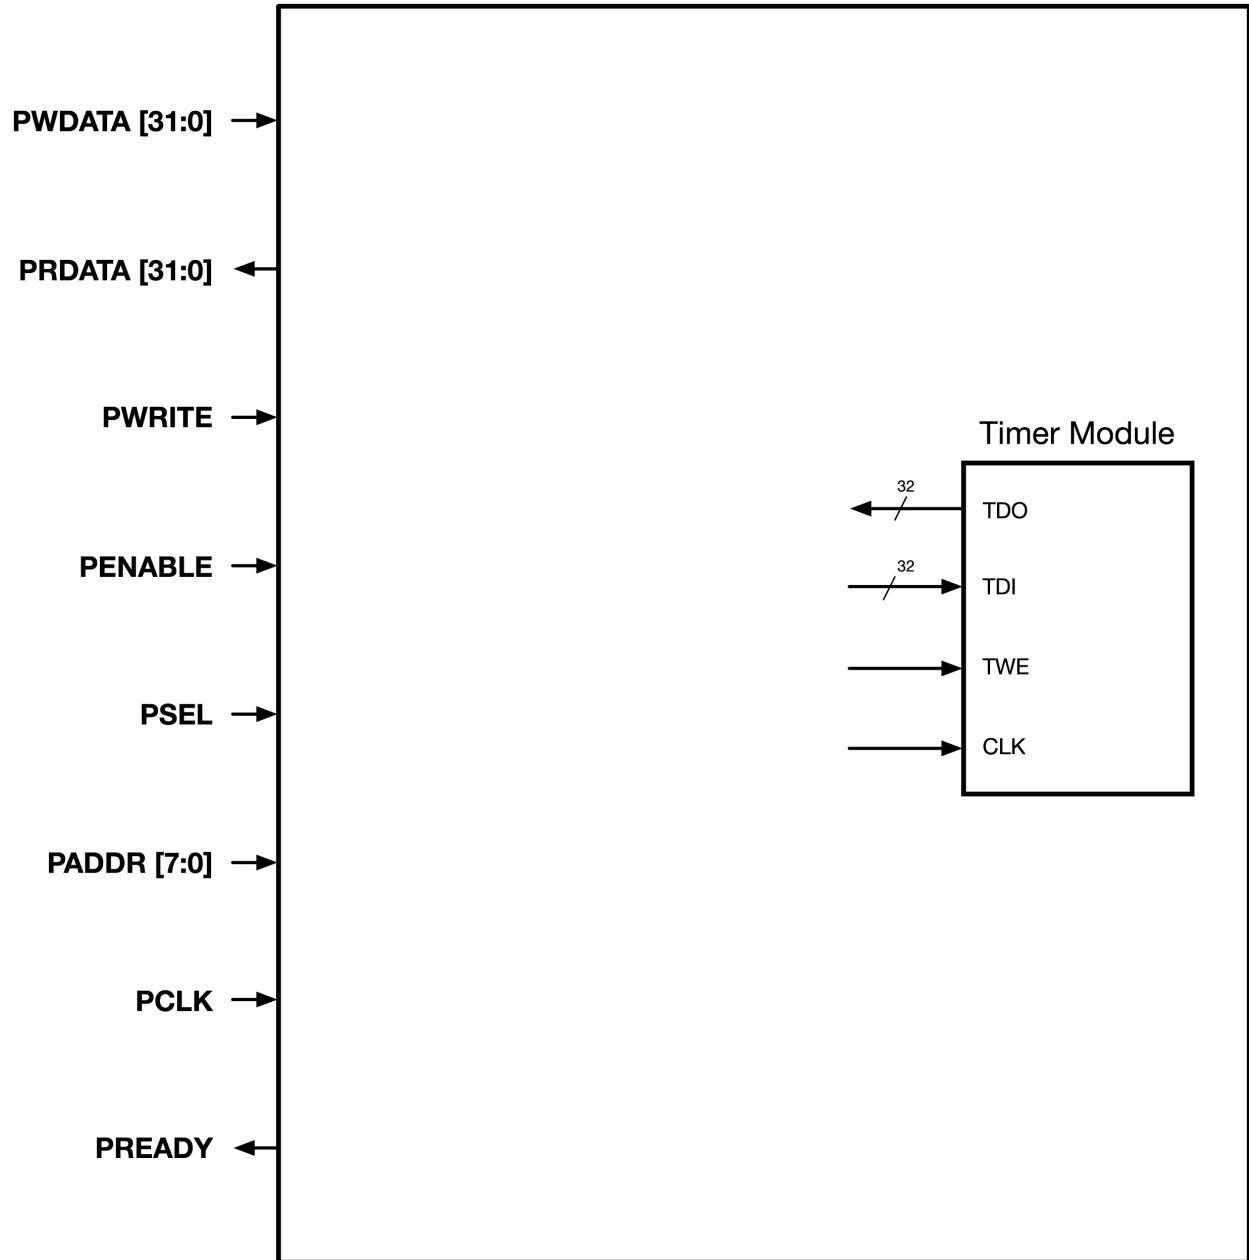 PWDATA [31:0]
PRDATA [31:0]
PWRITE
PENABLE
PSEL
PADDR [7:0]
PCLK
PREADY
Timer Module
32
TDO
32
TDI
TWE
CLK